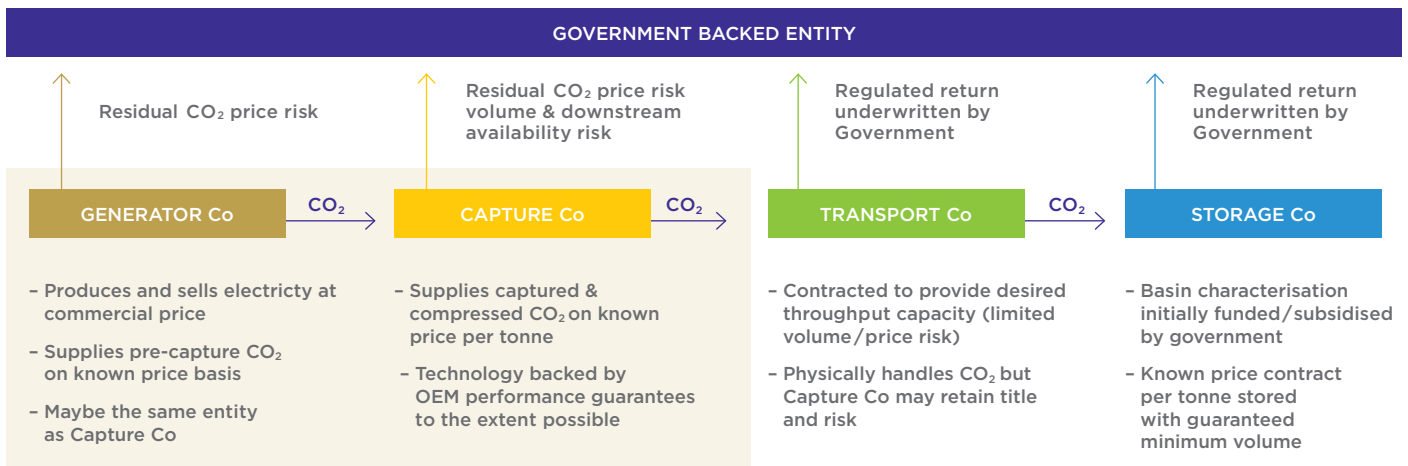 GOVERNMENT BACKED ENTITY
Residual CO₂ price risk
Residual CO₂ price risk
volume & downstream
availability risk
Regulated return
underwritten by
Government
Regulated return
underwritten by
Government
GENERATOR Co
CO₂
CAPTURE Co
CO₂
TRANSPORT Co
CO₂
STORAGE Co
– Produces and sells electricty at
commercial price
– Supplies pre-capture CO₂
on known price basis
– Maybe the same entity
as Capture Co
– Supplies captured &
compressed CO₂ on known
price per tonne
– Technology backed by
OEM performance guarantees
to the extent possible
– Contracted to provide desired
throughput capacity (limited
volume/price risk)
– Physically handles CO₂ but
Capture Co may retain title
and risk
– Basin characterisation
initially funded/subsidised
by government
– Known price contract
per tonne stored
with guaranteed
minimum volume